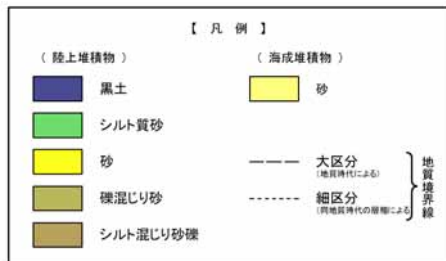 【 凡 例 】
（ 陸上堆積物 ）
黒土
シルト質砂
砂
礫混じり砂
シルト混じり砂礫
（ 海成堆積物 ）
砂
大区分
（地質時代による）
細区分
（同地質時代の層相による
地質境界線